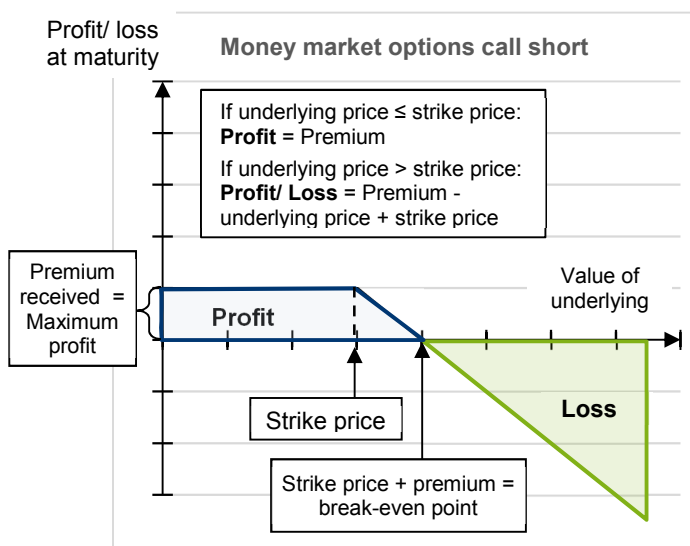 Profit/ loss
at maturity
Money market options call short
If underlying price ≤ strike price:
Profit = Premium
If underlying price > strike price:
Profit/ Loss = Premium -
underlying price + strike price
Premium
received =
Maximum
profit
Profit
Value of
underlying
Strike price
Loss
Strike price + premium =
break-even point